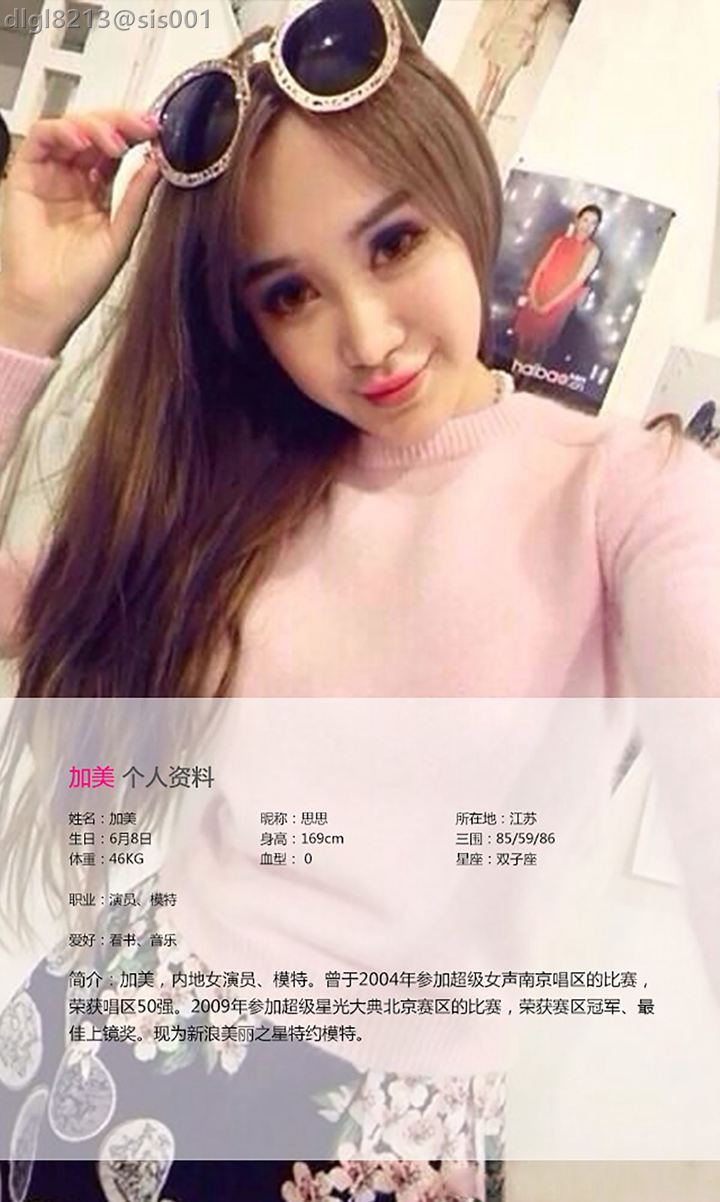 dlgl8213@sis001
haibao
加美 个人资料
姓名：加美 昵称：思思 所在地：江苏
生日：6月8日 身高：169cm 三围：85/59/86
体重：46KG 血型： 0 星座：双子座
职业：演员、模特
爱好：看书、音乐
简介：加美，内地女演员、模特。曾于2004年参加超级女声南京唱区的比赛，
荣获唱区50强。2009年参加超级星光大典北京赛区的比赛，荣获赛区冠军、最
佳上镜奖。现为新浪美丽之星特约模特。